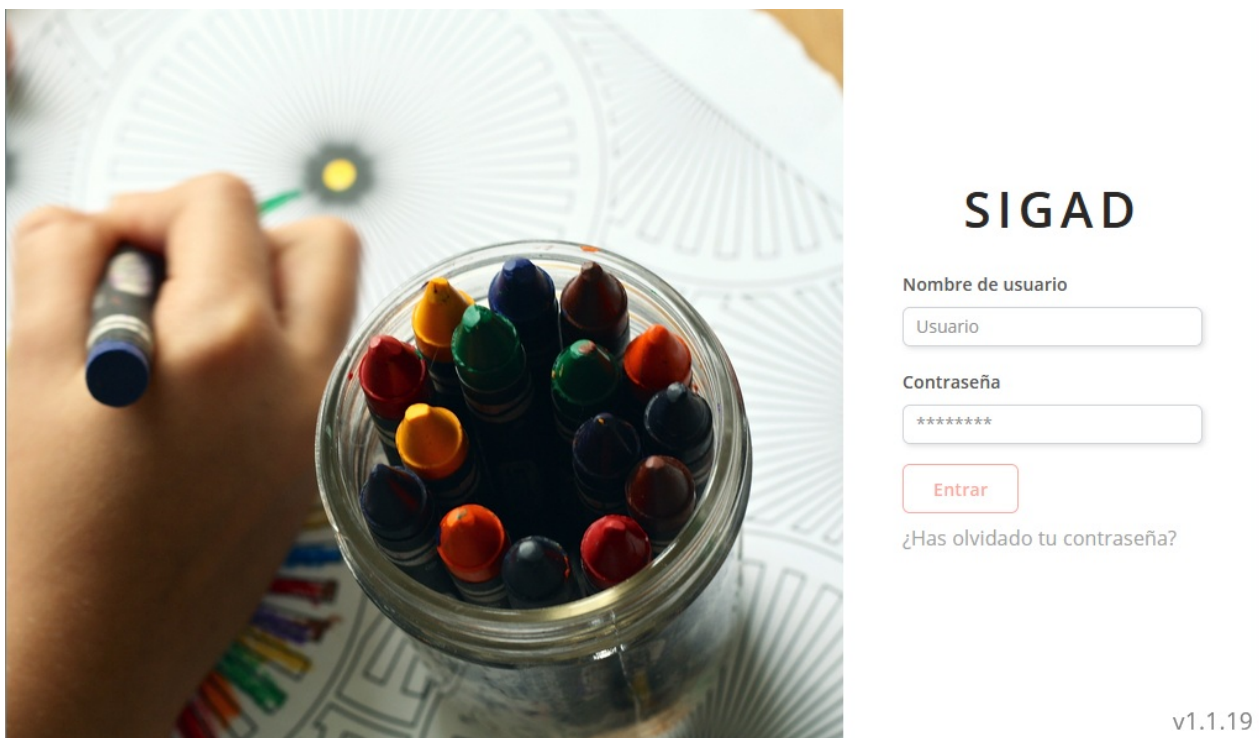 SIGAD
Nombre de usuario
Usuario
Contraseña
********
Entrar
¿Has olvidado tu contraseña?
v1.1.19